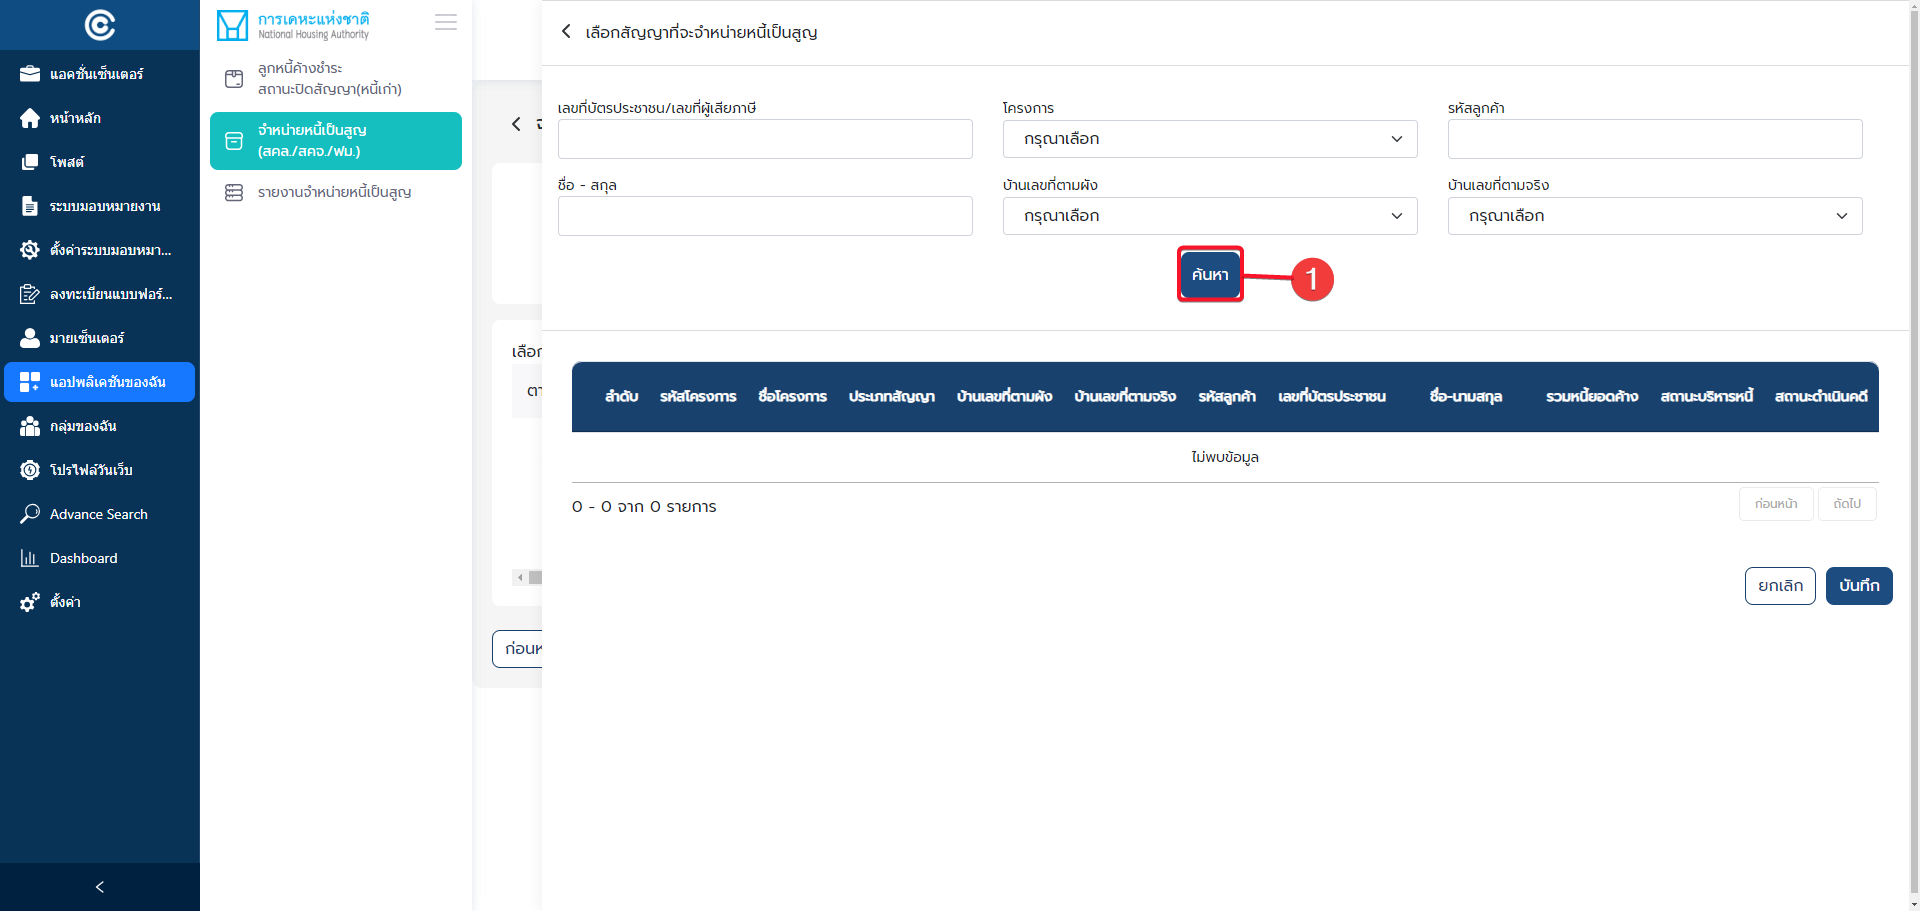 แอคชั่นเซ็นเตอร์
หน้าหลัก
โพสต์
ระบบมอบหมายงาน
ตั้งค่าระบบมอบหมา...
ลงทะเบียนแบบฟอร์...
มายเซ็นเตอร์
แอปพลิเคชันของฉัน
กลุ่มของฉัน
โปรไฟล์วันเว็บ
Advance Search
Dashboard
ตั้งค่า
การเคหะแห่งชาติ
National Housing Authority
ลูกหนี้ค้างชำระ
สถานะปิดสัญญา(หนี้เก่า)
จำหน่ายหนี้เป็นสูญ
(สคล./สคจ./ฟม.)
รายงานจำหน่ายหนี้เป็นสูญ
เลือก
ตา
ก่อนห
เลือกสัญญาที่จะจำหน่ายหนี้เป็นสูญ
เลขที่บัตรประชาชน/เลขที่ผู้เสียภาษี
โครงการ
กรุณาเลือก
รหัสลูกค้า
ชื่อ - สกุล
บ้านเลขที่ตามผัง
กรุณาเลือก
บ้านเลขที่ตามจริง
กรุณาเลือก
ค้นหา
1
ลำดับ รหัสโครงการ ชื่อโครงการ ประเภทสัญญา บ้านเลขที่ตามผัง บ้านเลขที่ตามจริง รหัสลูกค้า เลขที่บัตรประชาชน ชื่อ-นามสกุล รวมหนี้ยอดค้าง สถานะบริหารหนี้ สถานะดำเนินคดี
ไม่พบข้อมูล
0 - 0 จาก 0 รายการ
ก่อนหน้า
ถัดไป
ยกเลิก
บันทึก